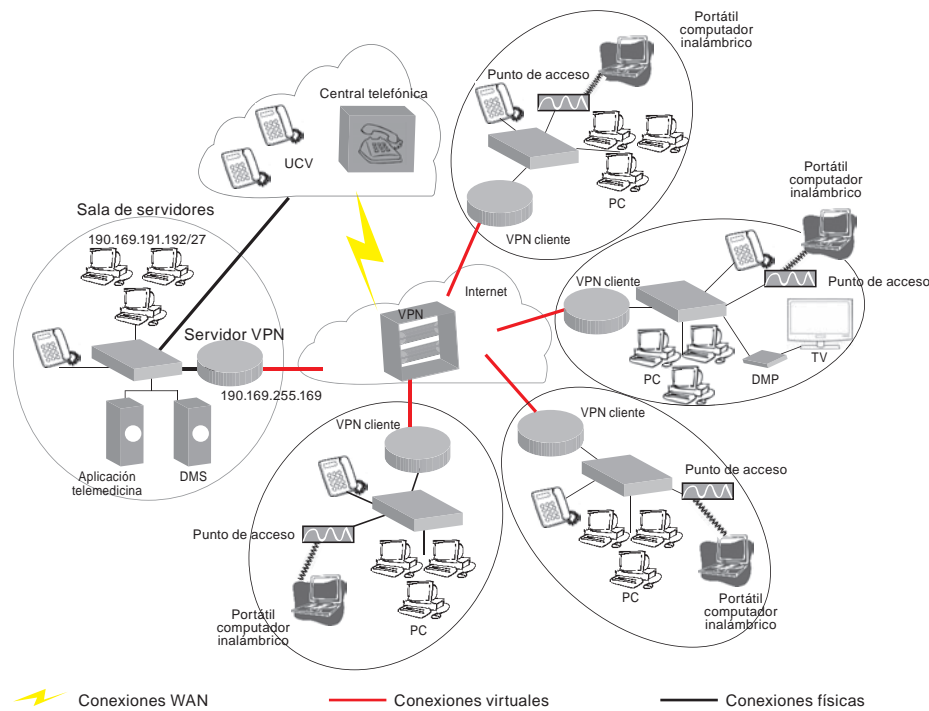 Portátil
computador
inalámbrico
Punto de acceso
PC
VPN cliente
Central telefónica
UCV
Sala de servidores
190.169.191.192/27
Servidor VPN
190.169.255.169
Aplicación
telemedicina
DMS
Internet
VPN
Portátil
computador
inalámbrico
VPN cliente
Punto de acceso
PC
DMP
TV
VPN cliente
Punto de acceso
Portátil
computador
inalámbrico
PC
VPN cliente
Punto de acceso
PC
Portátil
computador
inalámbrico
Conexiones WAN
Conexiones virtuales
Conexiones físicas